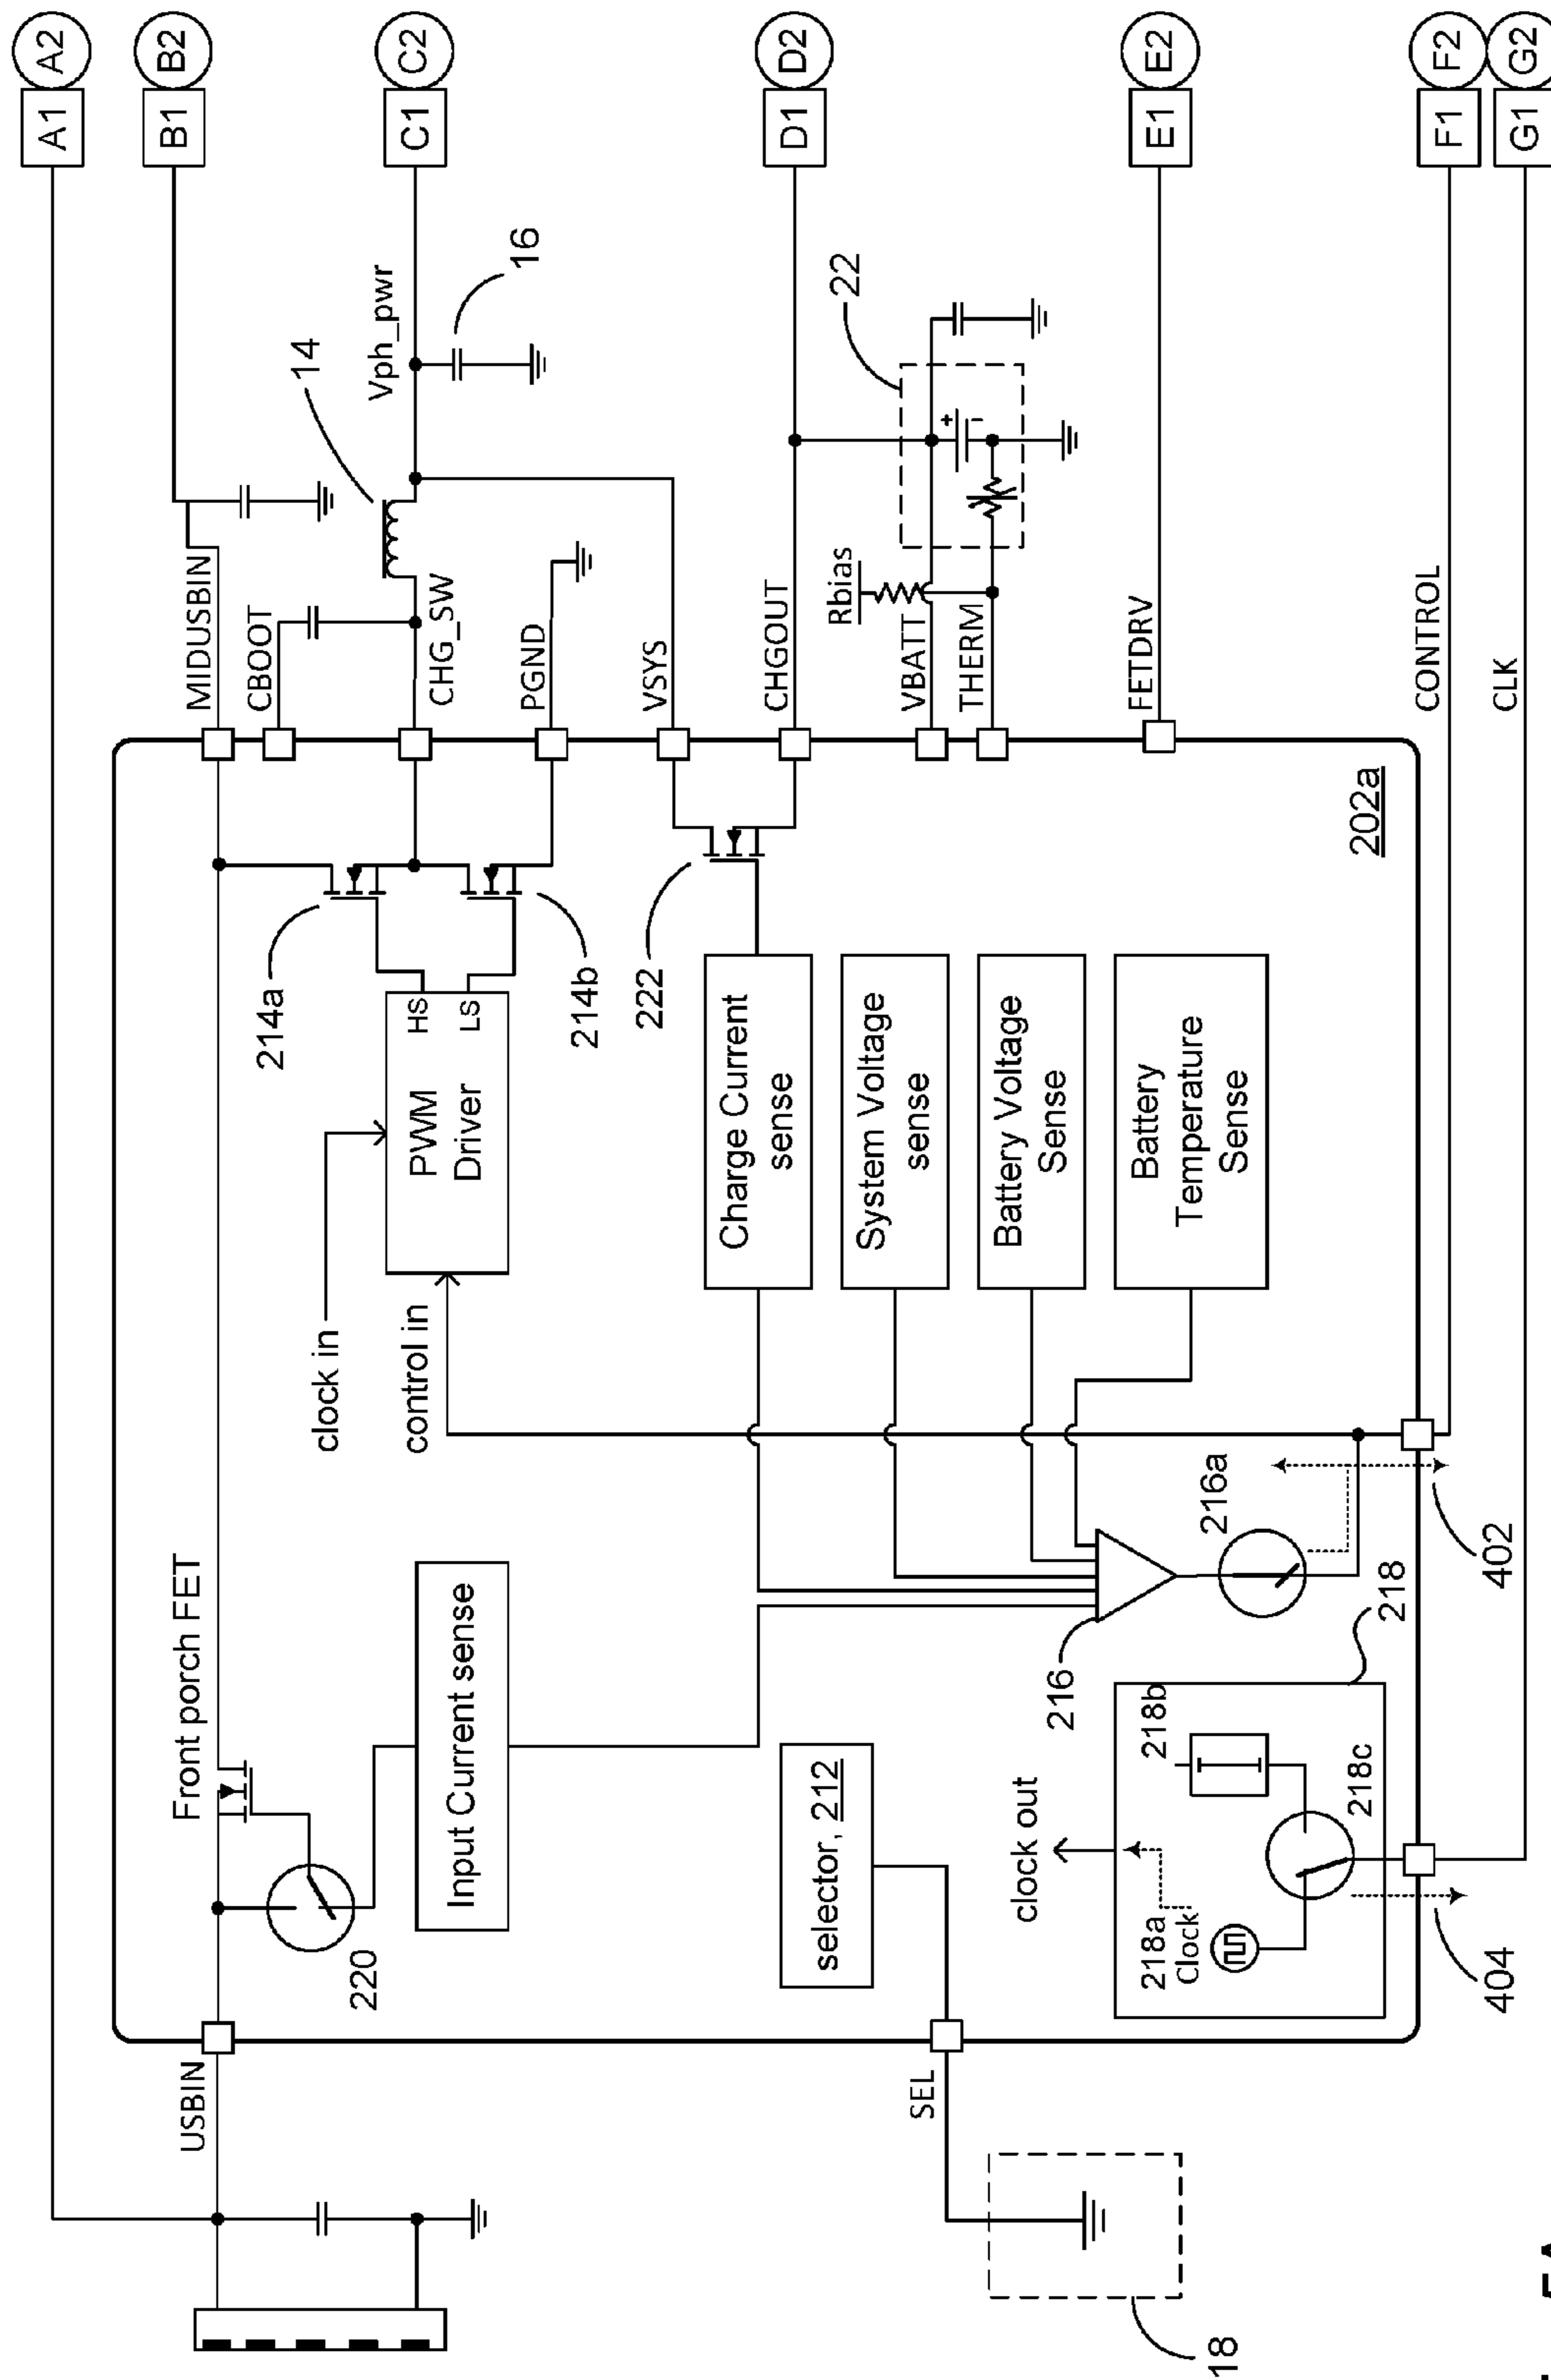 A1
A2
B1
B2
C1
C2
D1
D2
E1
E2
F1
F2
G1
G2
USBIN
MIDUSBIN
CBOOT
CHG_SW
14
Vph_pwr
16
PGND
VSYS
CHGOUT
Rbias
22
VBATT
THERM
+
-
FETDRV
CONTROL
CLK
Front porch FET
220
Input Current sense
clock in
control in
PWM
Driver
HS
LS
214a
214b
222
Charge Current
sense
System Voltage
sense
Battery Voltage
Sense
Battery
Temperature
Sense
202a
selector, 212
SEL
18
216
216a
402
218
218a
Clock
218b
218c
clock out
404